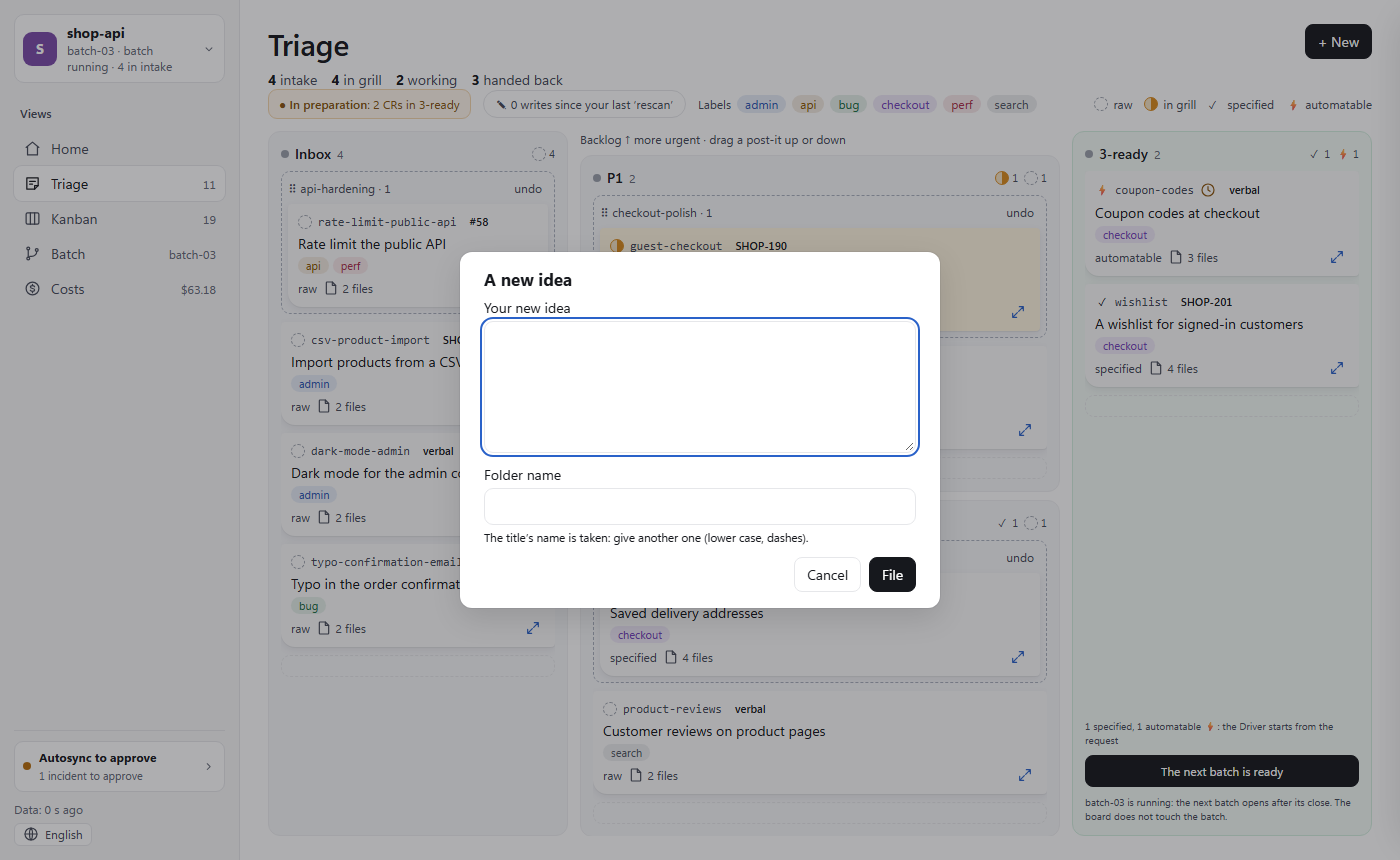 S
shop-api
batch-03 · batch
running · 4 in intake
Views
Home
Triage 11
Kanban 19
Batch batch-03
Costs $63.18
Autosync to approve
1 incident to approve
Data: 0 s ago
English
Triage
+ New
4 intake 4 in grill 2 working 3 handed back
In preparation: 2 CRs in 3-ready
0 writes since your last ‘rescan’
Labels admin api bug checkout perf search
raw in grill ✓ specified automatable
Inbox 4 4
api-hardening · 1 undo
rate-limit-public-api #58
Rate limit the public API
api perf
raw 2 files
csv-product-import
Import products from a CSV
admin
raw 2 files
dark-mode-admin verbal
Dark mode for the admin
admin
raw 2 files
typo-confirmation-email
Typo in the order
bug
raw 2 files
Backlog ↑ more urgent · drag a post-it up or down
P1 2 1 1
checkout-polish · 1 undo
guest-checkout SHOP-190
✓ 1 1
undo
Saved delivery addresses
checkout
specified 4 files
product-reviews verbal
Customer reviews on product pages
search
raw 2 files
3-ready 2 ✓ 1 1
coupon-codes verbal
Coupon codes at checkout
checkout
automatable 3 files
✓ wishlist SHOP-201
A wishlist for signed-in customers
checkout
specified 4 files
1 specified, 1 automatable : the Driver starts from the
request
The next batch is ready
batch-03 is running: the next batch opens after its close. The
board does not touch the batch.
A new idea
Your new idea
Folder name
The title’s name is taken: give another one (lower case, dashes).
Cancel File